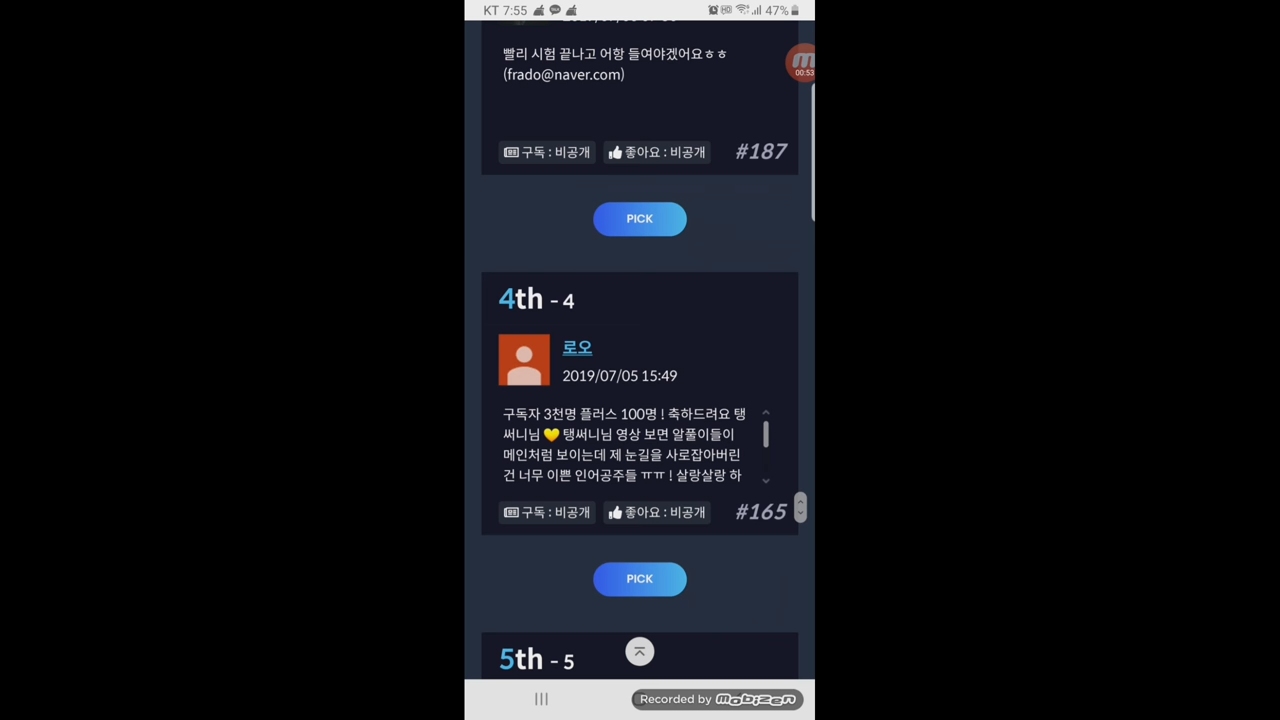 KT 7:55 47%
빨리 시험 끝나고 어항 들여야겠어요ㅎㅎ
(frado@naver.com)
00:53
구독 : 비공개 좋아요 : 비공개 #187
PICK
4th - 4
로오
2019/07/05 15:49
구독자 3천명 플러스 100명 ! 축하드려요 탱
써니님 💛 탱써니님 영상 보면 알풀이들이
메인처럼 보이는데 제 눈길을 사로잡아버린
건 너무 이쁜 인어공주들 ㅠㅠ ! 살랑살랑 하
구독 : 비공개 좋아요 : 비공개 #165
PICK
5th - 5
Recorded by mobizen